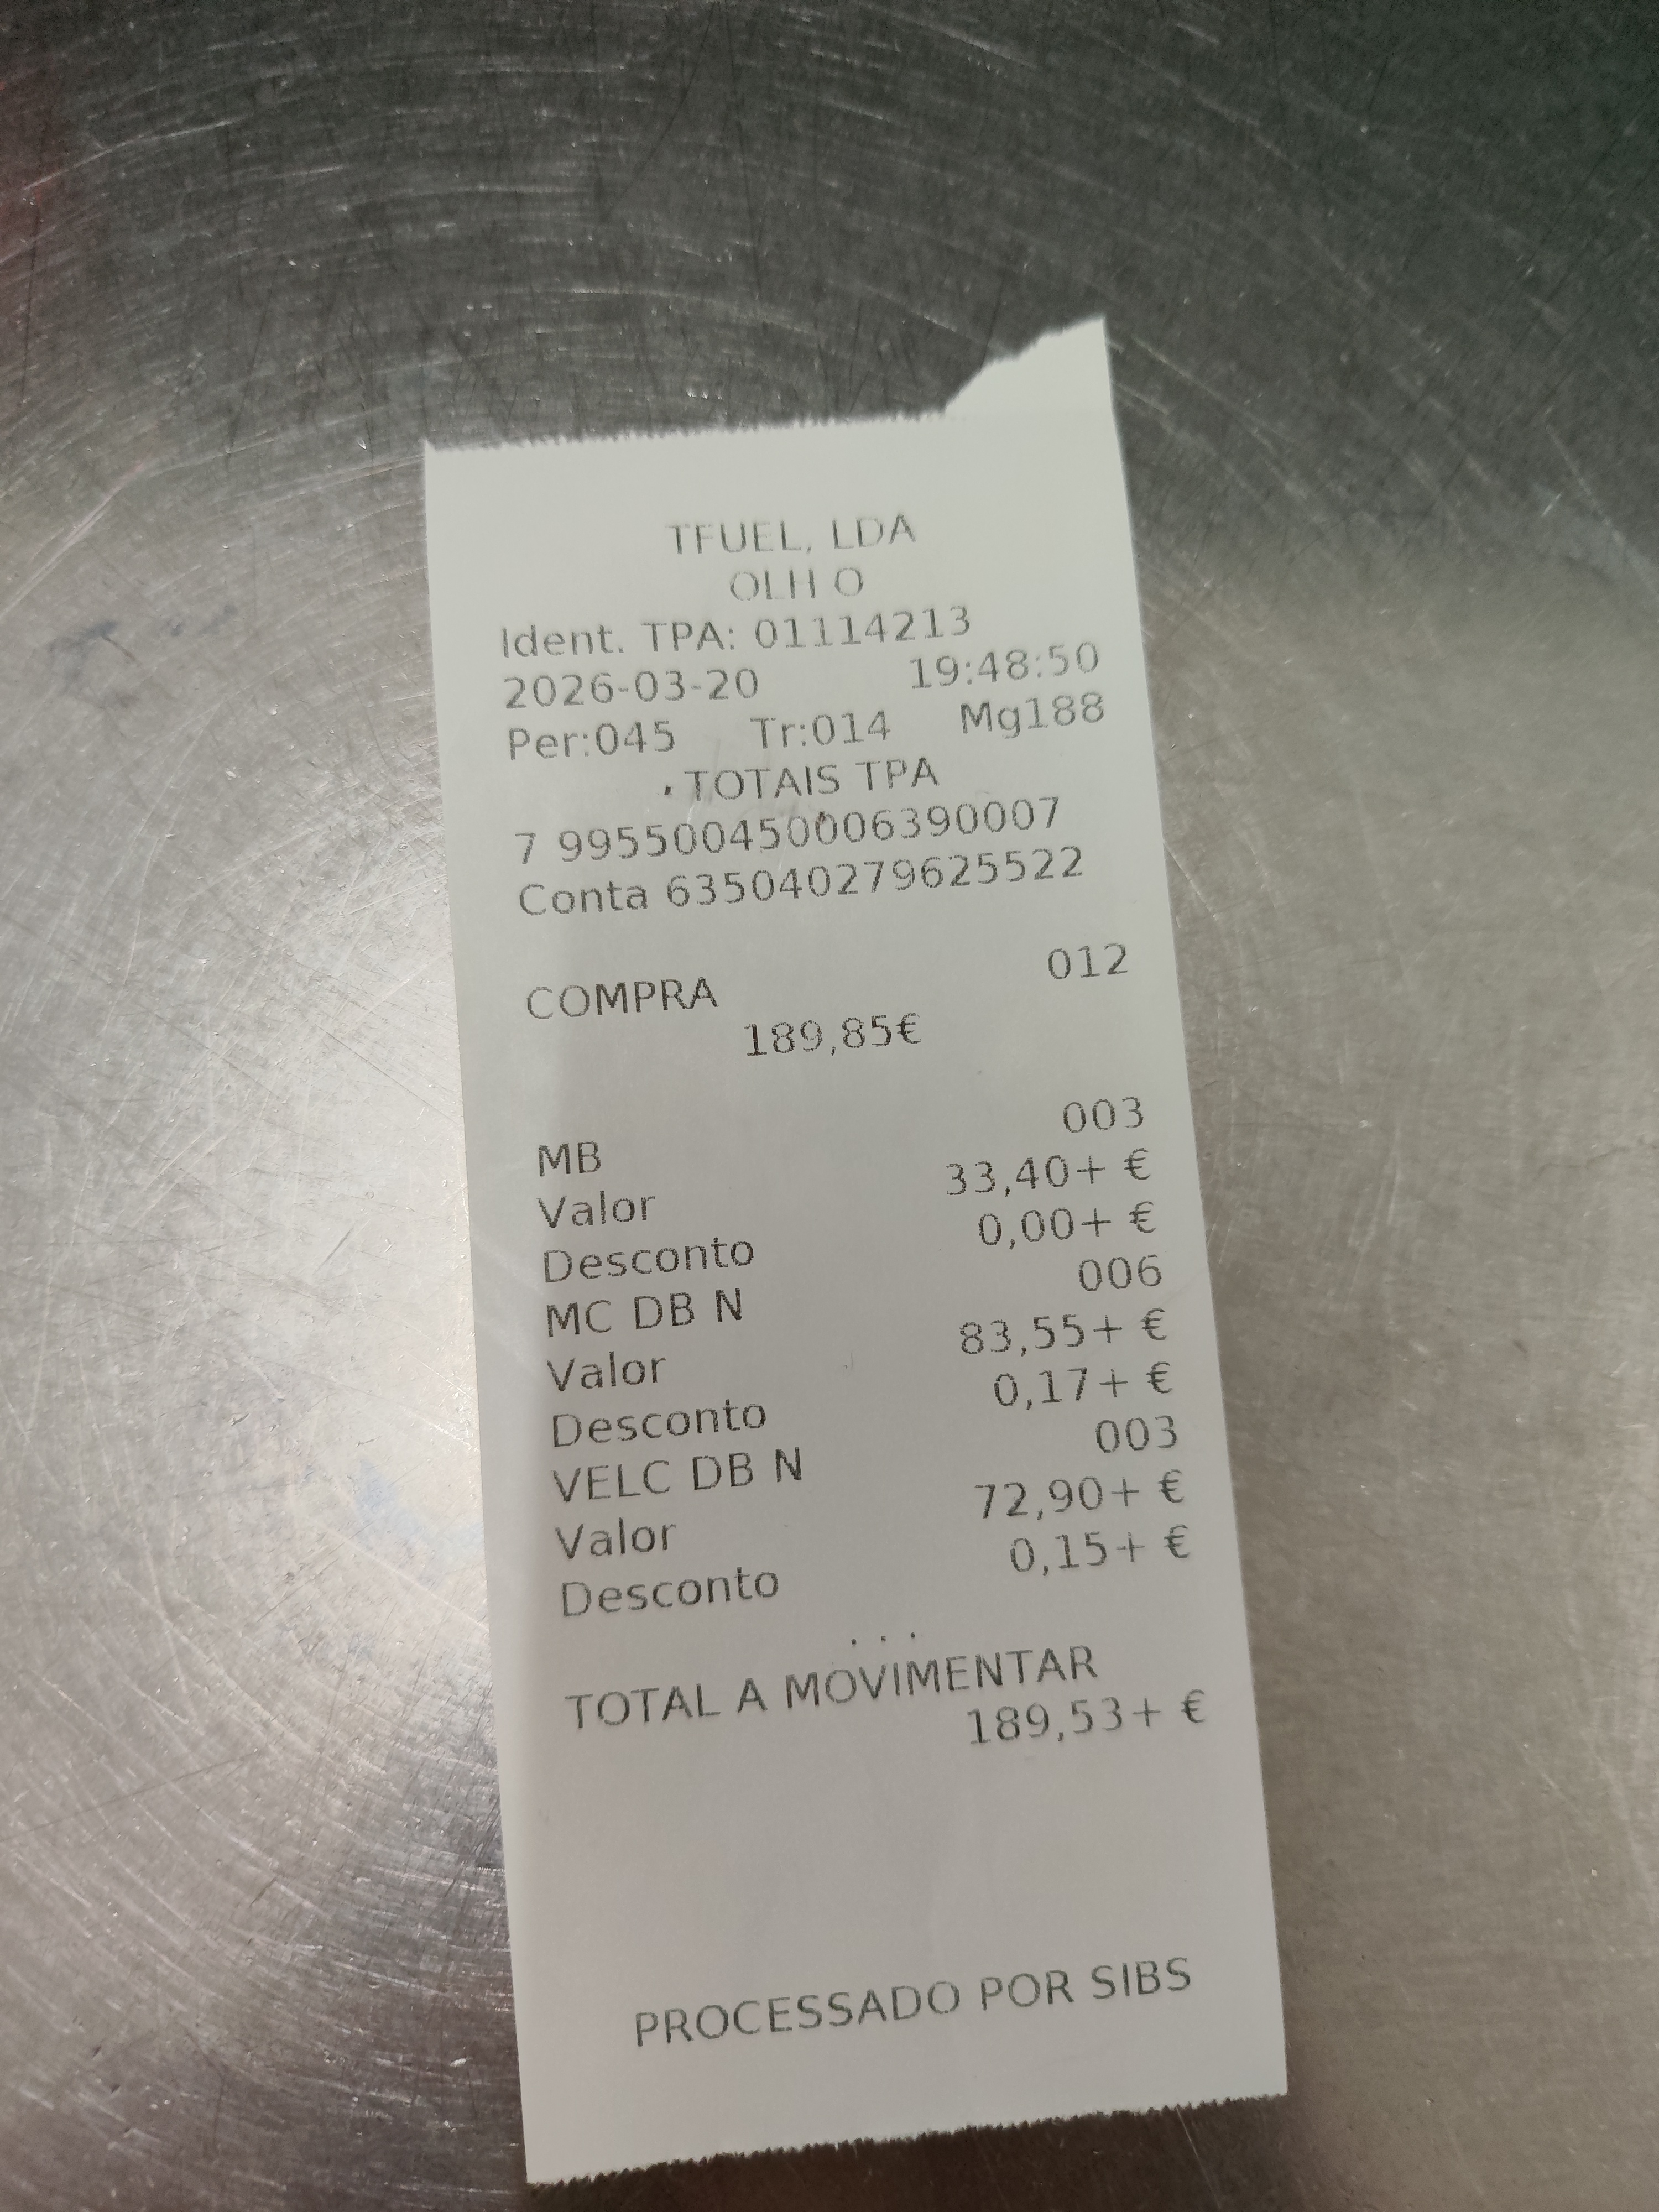 TFUEL, LDA
OLH O
Ident. TPA: 01114213
2026-03-20 19:48:50
Per:045 Tr:014 Mg188
TOTAIS TPA
7 995500450006390007
Conta 635040279625522
COMPRA 012
189,85€
MB 003
Valor 33,40+ €
Desconto 0,00+ €
MC DB N 006
Valor 83,55+ €
Desconto 0,17+ €
VELC DB N 003
Valor 72,90+ €
Desconto 0,15+ €
...
TOTAL A MOVIMENTAR
189,53+ €
PROCESSADO POR SIBS